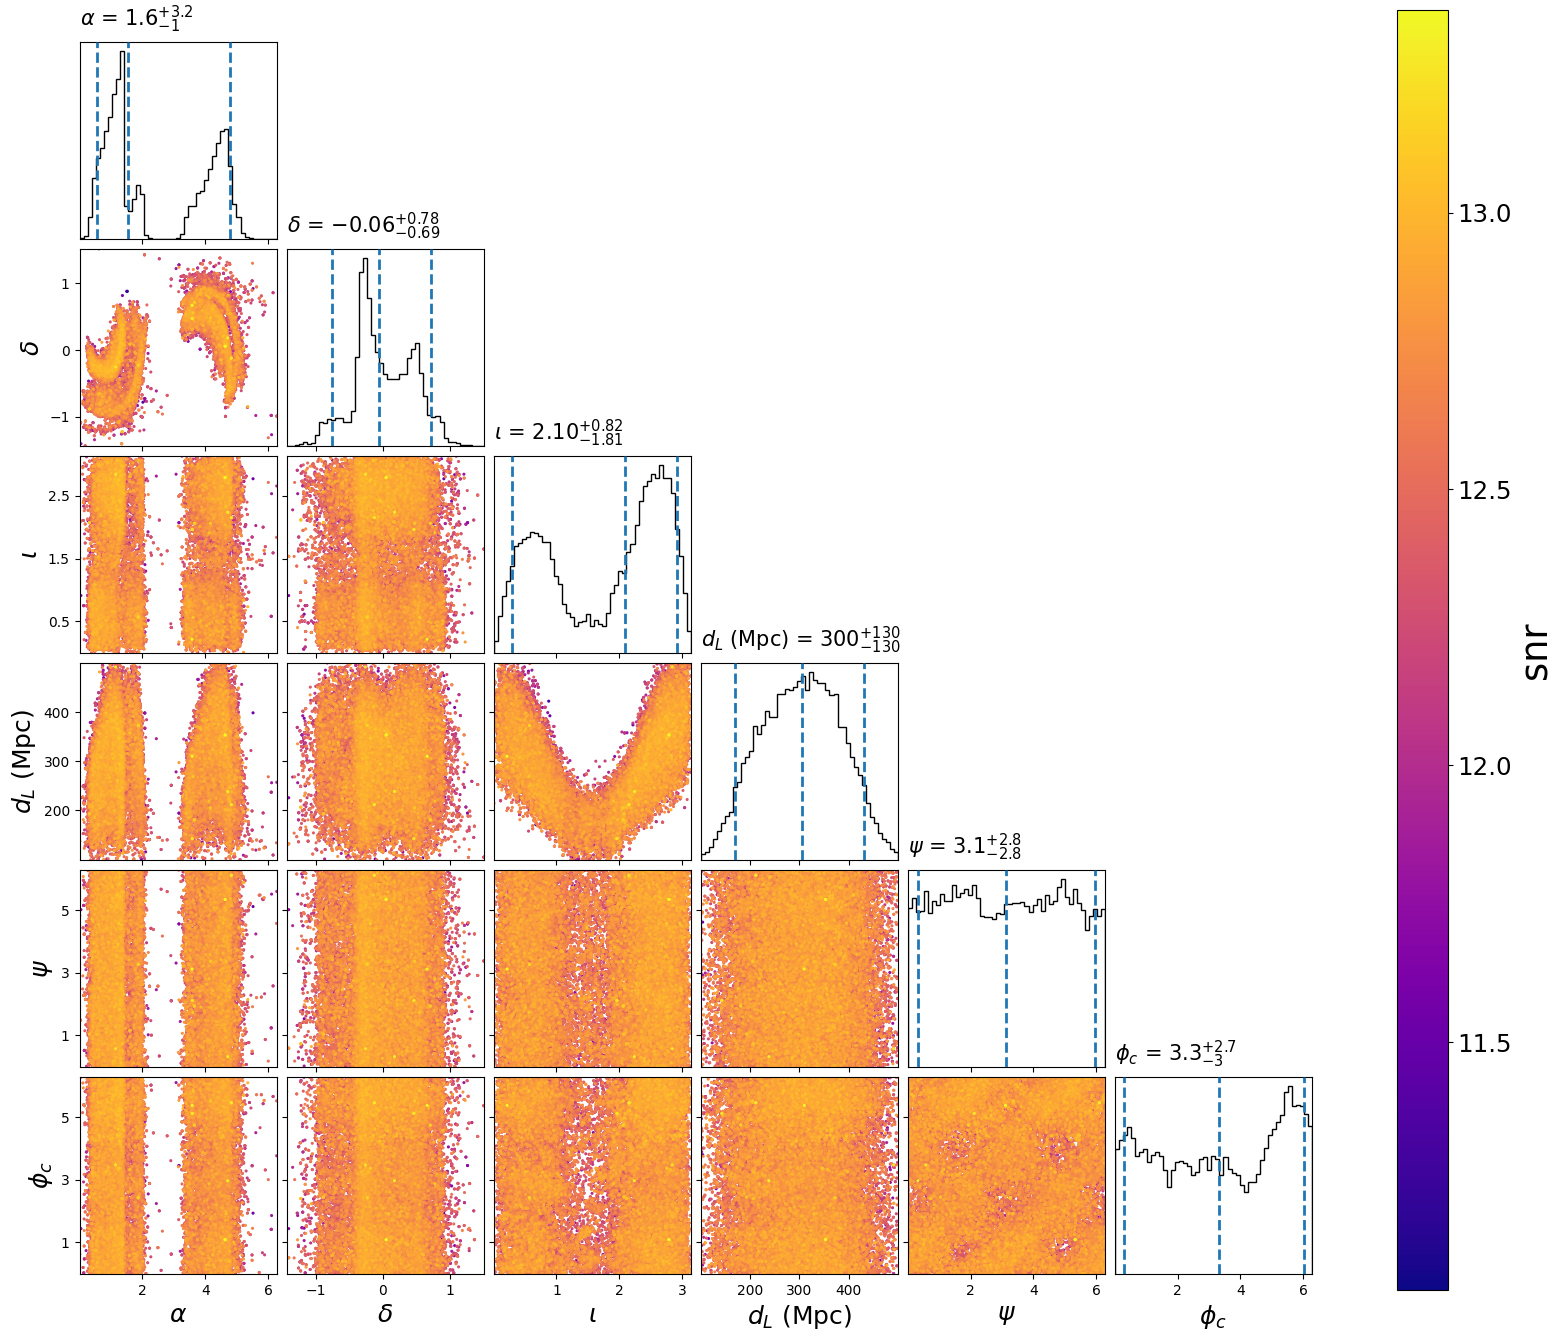 α = 1.6^{+3.2}_{−1}
13.0
δ = −0.06^{+0.78}_{−0.69}
1
0
−1
δ
ι = 2.10^{+0.82}_{−1.81}
12.5
2.5
1.5
0.5
ι
d_L (Mpc) = 300^{+130}_{−130}
snr
400
300
200
d_L (Mpc)
12.0
ψ = 3.1^{+2.8}_{−2.8}
5
3
1
ψ
ϕ_c = 3.3^{+2.7}_{−3}
11.5
5
3
1
ϕ_c
2 4 6 −1 0 1 0 1 2 3 200 300 400 2 4 6 2 4 6
α δ ι d_L (Mpc) ψ ϕ_c